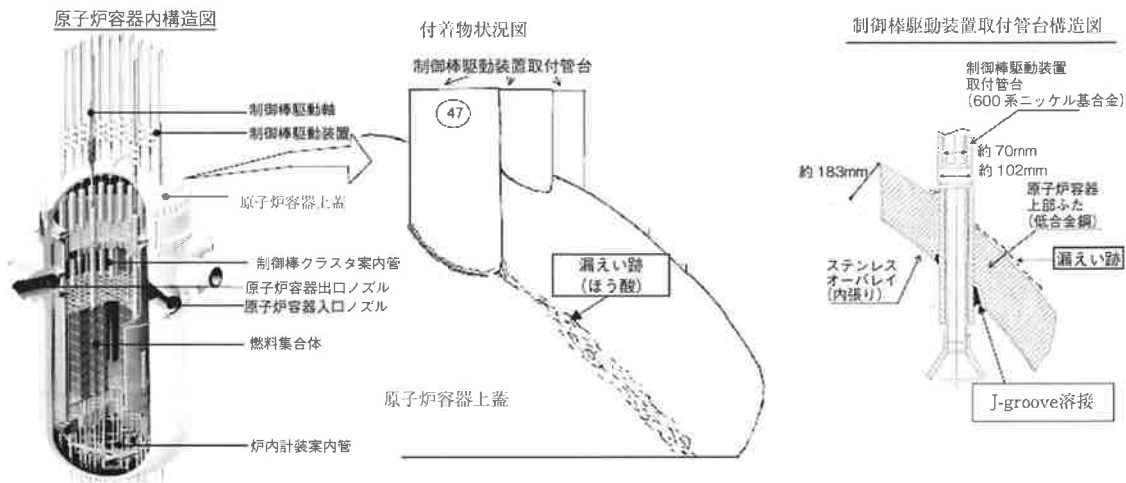 原子炉容器内構造図
制御棒駆動軸
制御棒駆動装置
原子炉容器上蓋
制御棒クラスタ案内管
原子炉容器出口ノズル
原子炉容器入口ノズル
燃料集合体
炉内計装案内管
付着物状況図
制御棒駆動装置取付管台
47
漏えい跡
(ほう酸)
原子炉容器上蓋
制御棒駆動装置取付管台構造図
制御棒駆動装置
取付管台
(600系ニッケル基合金)
約70mm
約102mm
約183mm
原子炉容器
上部ふた
(低合金鋼)
漏えい跡
ステンレス
オーバレイ
(内張り)
J-groove溶接